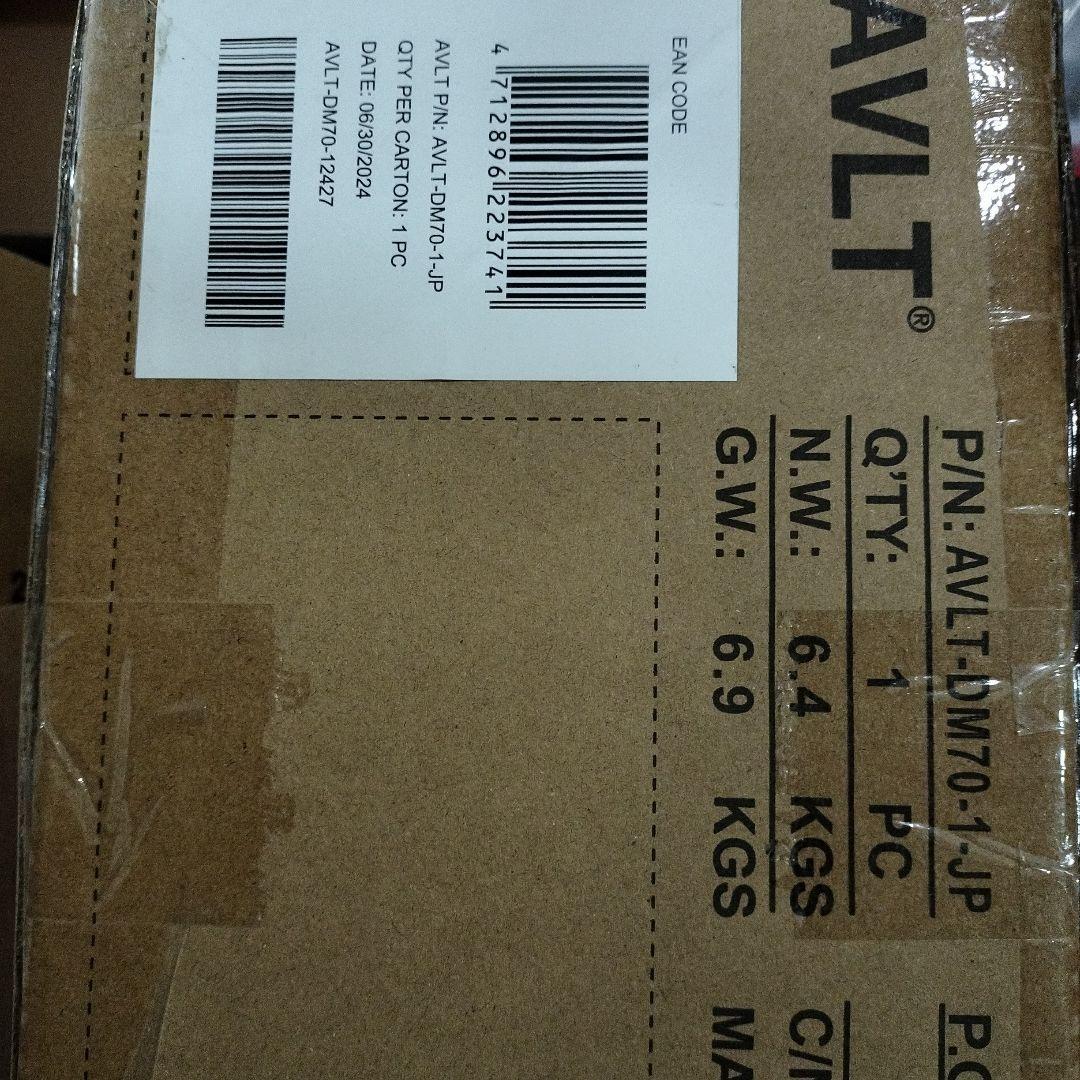 AVLT®
EAN CODE
4 712896 223741
AVLT P/N: AVLT-DM70-1-JP
QTY PER CARTON: 1 PC
DATE: 06/30/2024
AVLT-DM70-12427
P/N: AVLT-DM70-1-JP
Q'TY: 1 PC
N.W.: 6.4 KGS
G.W.: 6.9 KGS